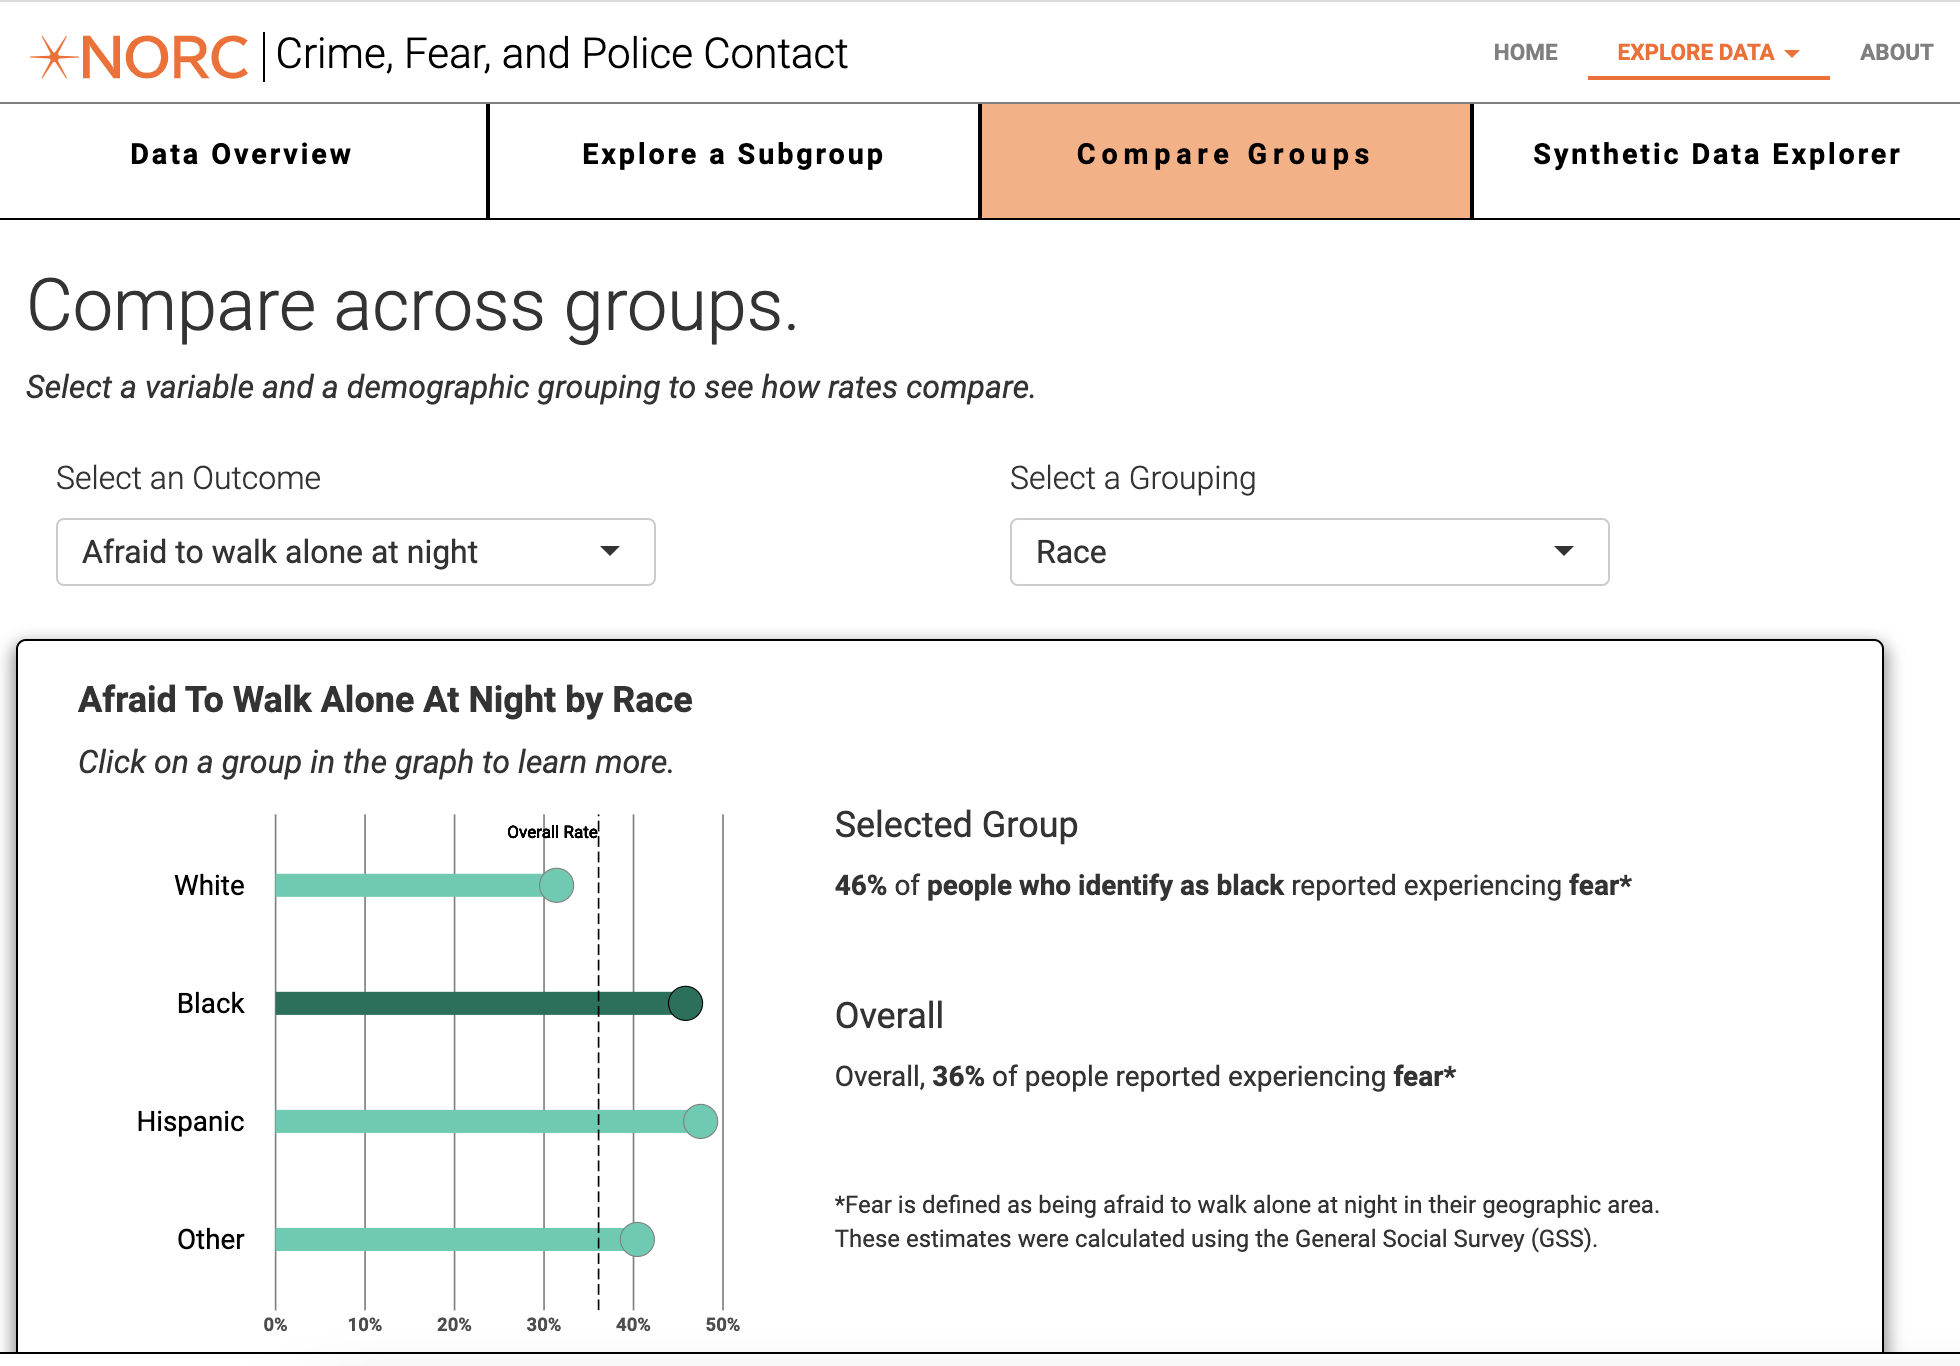 NORC | Crime, Fear, and Police Contact
HOME EXPLORE DATA ABOUT
Data Overview
Explore a Subgroup
Compare Groups
Synthetic Data Explorer
Compare across groups.
Select a variable and a demographic grouping to see how rates compare.
Select an Outcome
Afraid to walk alone at night
Select a Grouping
Race
Afraid To Walk Alone At Night by Race
Click on a group in the graph to learn more.
Overall Rate
White
Black
Hispanic
Other
0% 10% 20% 30% 40% 50%
Selected Group
46% of people who identify as black reported experiencing fear*
Overall
Overall, 36% of people reported experiencing fear*
*Fear is defined as being afraid to walk alone at night in their geographic area.
These estimates were calculated using the General Social Survey (GSS).